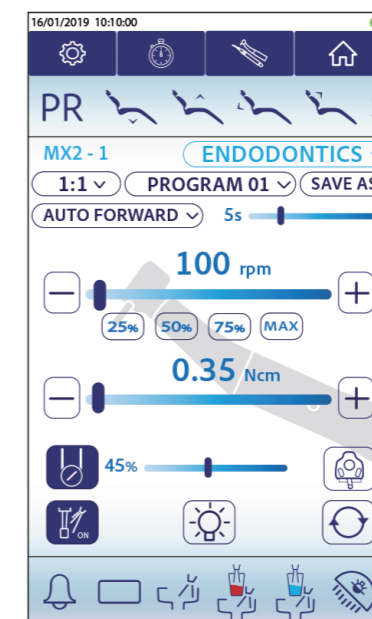 16/01/2019 10:10:00
PR
MX2 - 1 ENDODONTICS
1:1 PROGRAM 01 SAVE AS
AUTO FORWARD 5s
100 rpm
25% 50% 75% MAX
0.35 Ncm
45%
ON